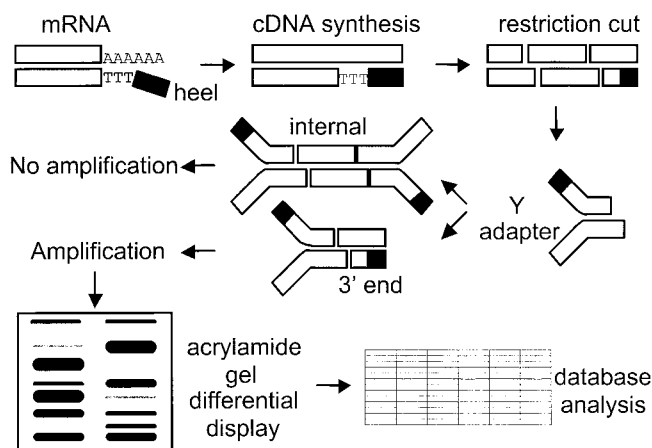 mRNA
cDNA synthesis
restriction cut
AAAAAA
TTT
heel
TTT
internal
No amplification
Y
adapter
Amplification
3' end
acrylamide
gel
differential
display
database
analysis